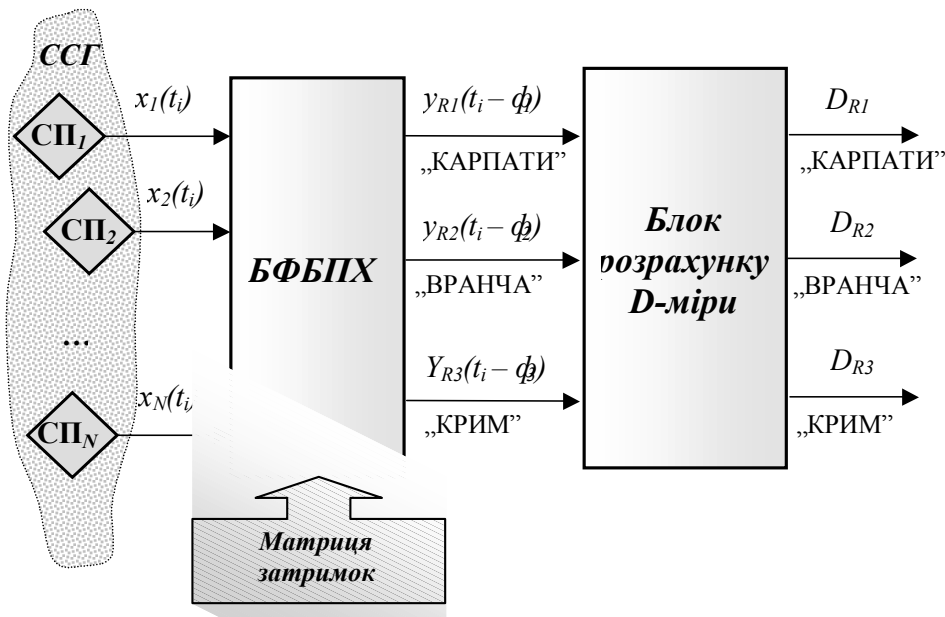 ССГ
СП1
СП2
...
СПN
x1(ti)
x2(ti)
xN(ti
БФБПХ
Матриця
затримок
yR1(ti – ф1)
„КАРПАТИ”
yR2(ti – ф2)
„ВРАНЧА”
YR3(ti – ф3)
„КРИМ”
Блок
розрахунку
D-міри
DR1
„КАРПАТИ”
DR2
„ВРАНЧА”
DR3
„КРИМ”